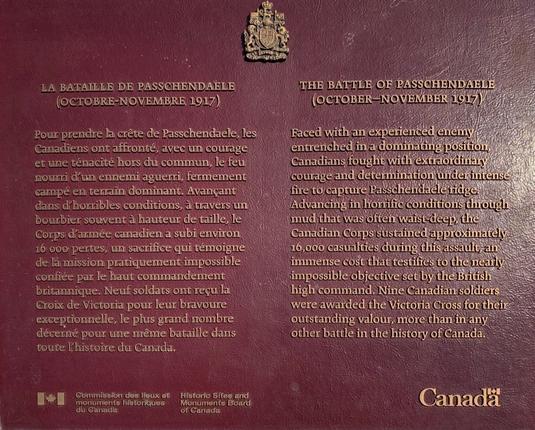 LA BATAILLE DE PASSCHENDAELE
(OCTOBRE-NOVEMBRE 1917)
Pour prendre la crête de Passchendaele, les
Canadiens ont affronté, avec un courage
et une ténacité hors du commun, le feu
nourri d'un ennemi aguerri, fermement
campé en terrain dominant. Avançant
dans d'horribles conditions, à travers un
bourbier souvent à hauteur de taille, le
Corps d'armée canadien a subi environ
16 000 pertes, un sacrifice qui témoigne
de la mission pratiquement impossible
confiée par le haut commandement
britannique. Neuf soldats ont reçu la
Croix de Victoria pour leur bravoure
exceptionnelle, le plus grand nombre
décerné pour une même bataille dans
toute l'histoire du Canada.
THE BATTLE OF PASSCHENDAELE
(OCTOBER–NOVEMBER 1917)
Faced with an experienced enemy
entrenched in a dominating position,
Canadians fought with extraordinary
courage and determination under intense
fire to capture Passchendaele ridge.
Advancing in horrific conditions through
mud that was often waist-deep, the
Canadian Corps sustained approximately
16,000 casualties during this assault, an
immense cost that testifies to the nearly
impossible objective set by the British
high command. Nine Canadian soldiers
were awarded the Victoria Cross for their
outstanding valour, more than in any
other battle in the history of Canada.
Commission des lieux et
monuments historiques
du Canada
Historic Sites and
Monuments Board
of Canada
Canada